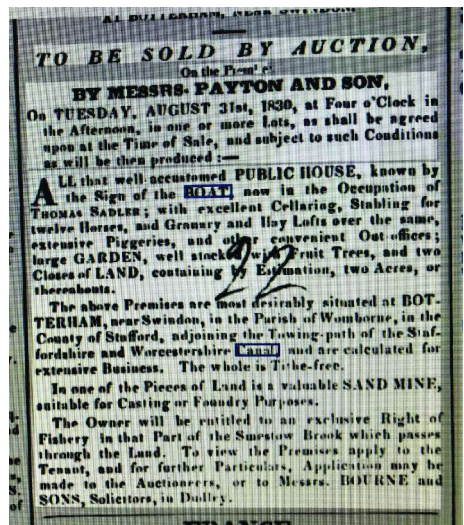 AT BOTTERHAM, NEAR SWINDON.
TO BE SOLD BY AUCTION,
On the Premises
BY MESSRS. PAYTON AND SON,
On TUESDAY, AUGUST 31st, 1830, at Four o'Clock in
the Afternoon, in one or more Lots, as shall be agreed
upon at the Time of Sale, and subject to such Conditions
as will be then produced :—
ALL that well-accustomed PUBLIC HOUSE, known by
the Sign of the BOAT, now in the Occupation of
THOMAS SADLER; with excellent Cellaring, Stabling for
twelve Horses, and Granary and Hay Lofts over the same,
extensive Piggeries, and other convenient Out-offices;
large GARDEN, well stocked with Fruit Trees, and two
Closes of LAND, containing by Estimation, two Acres, or
thereabouts.
22
The above Premises are most desirably situated at BOT-
TERHAM, near Swindon, in the Parish of Womborne, in the
County of Stafford, adjoining the Towing-path of the Staf-
fordshire and Worcestershire Canal, and are calculated for
extensive Business. The whole is Tithe-free.
In one of the Pieces of Land is a valuable SAND MINE,
suitable for Casting or Foundry Purposes.
The Owner will be entitled to an exclusive Right of
Fishery in that Part of the Smestow Brook which passes
through the Land. To view the Premises apply to the
Tenant, and for further Particulars, Application may be
made to the Auctioneers, or to Messrs. BOURNE and
SONS, Solicitors, in Dudley.
FRANCE